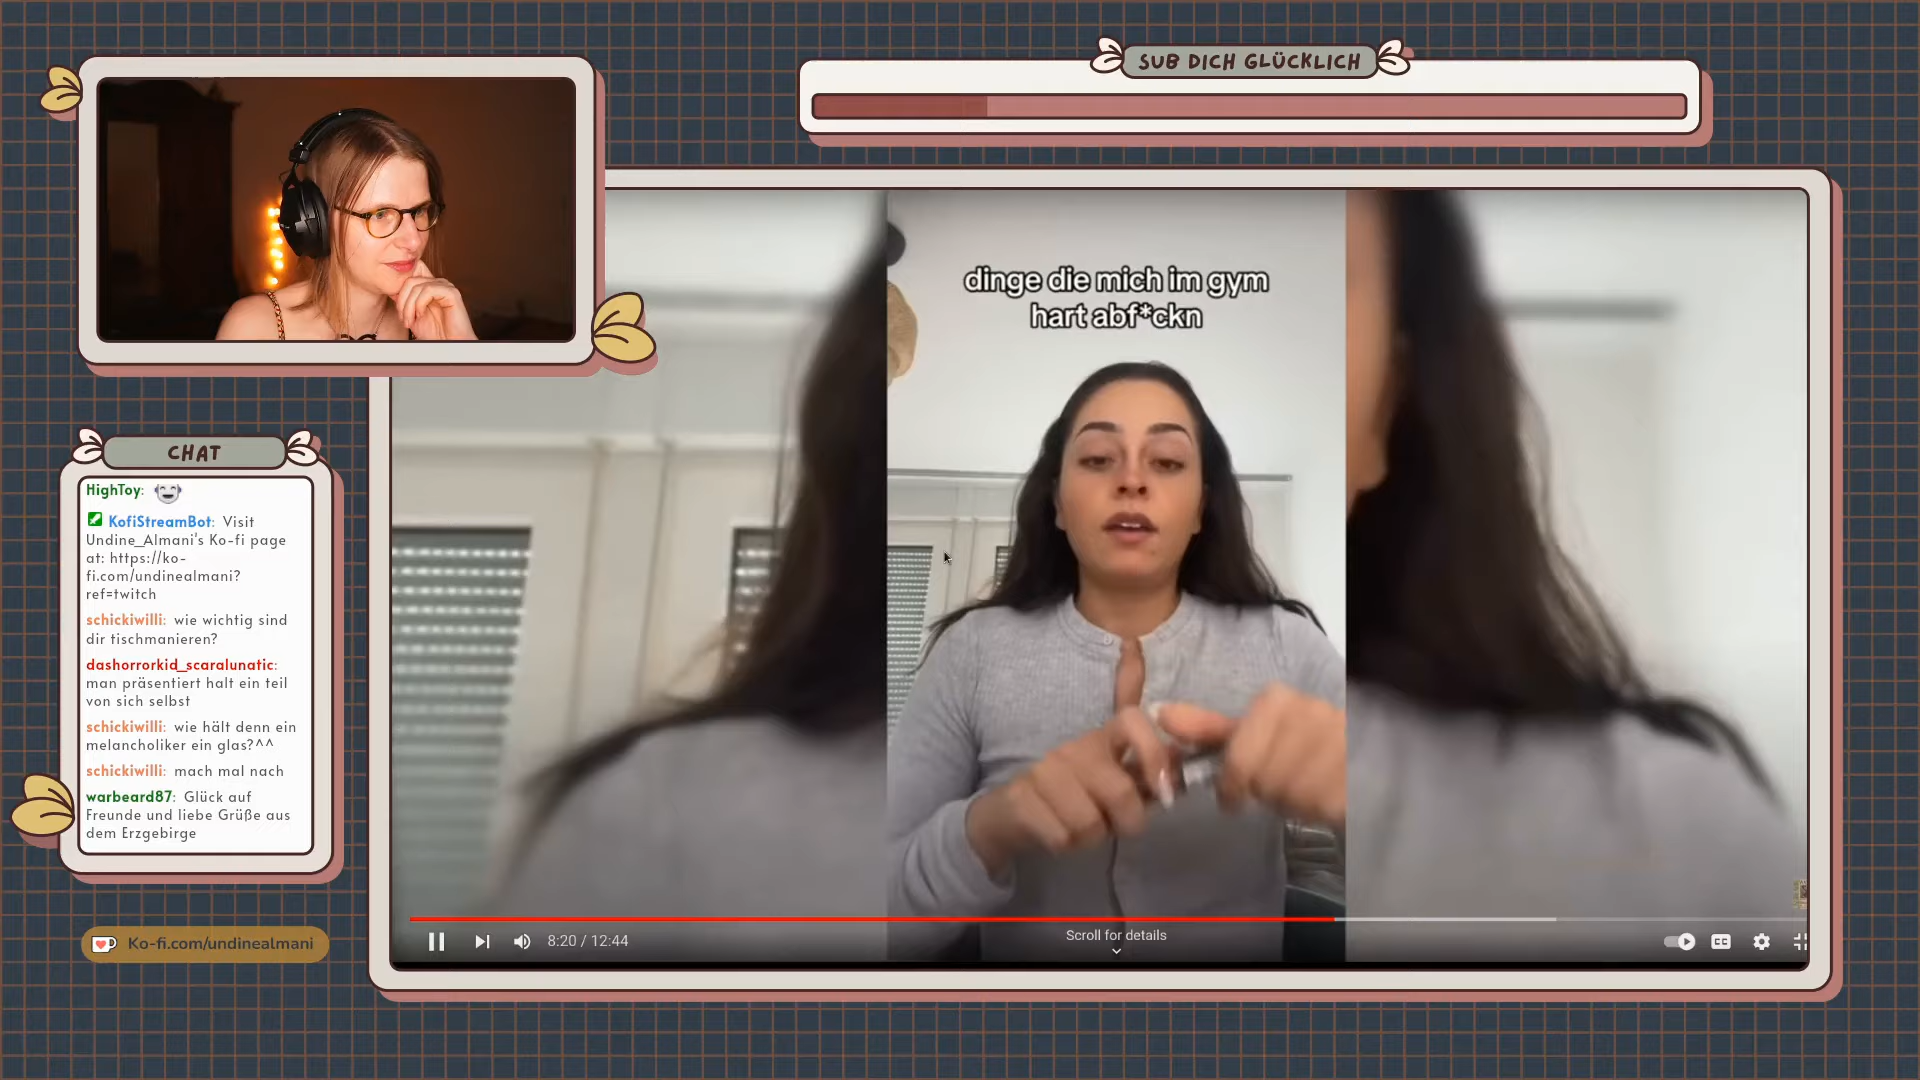 SUB DICH GLÜCKLICH
dinge die mich im gym
hart abf*ckn
CHAT
HighToy:
KofiStreamBot: Visit
Undine_Almani's Ko-fi page
at: https://ko-
fi.com/undinealmani?
ref=twitch
schickiwilli: wie wichtig sind
dir tischmanieren?
dashorrorkid_scaralunatic:
man präsentiert halt ein teil
von sich selbst
schickiwilli: wie hält denn ein
melancholiker ein glas?^^
schickiwilli: mach mal nach
warbeard87: Glück auf
Freunde und liebe Grüße aus
dem Erzgebirge
Ko-fi.com/undinealmani
8:20 / 12:44
Scroll for details
CC